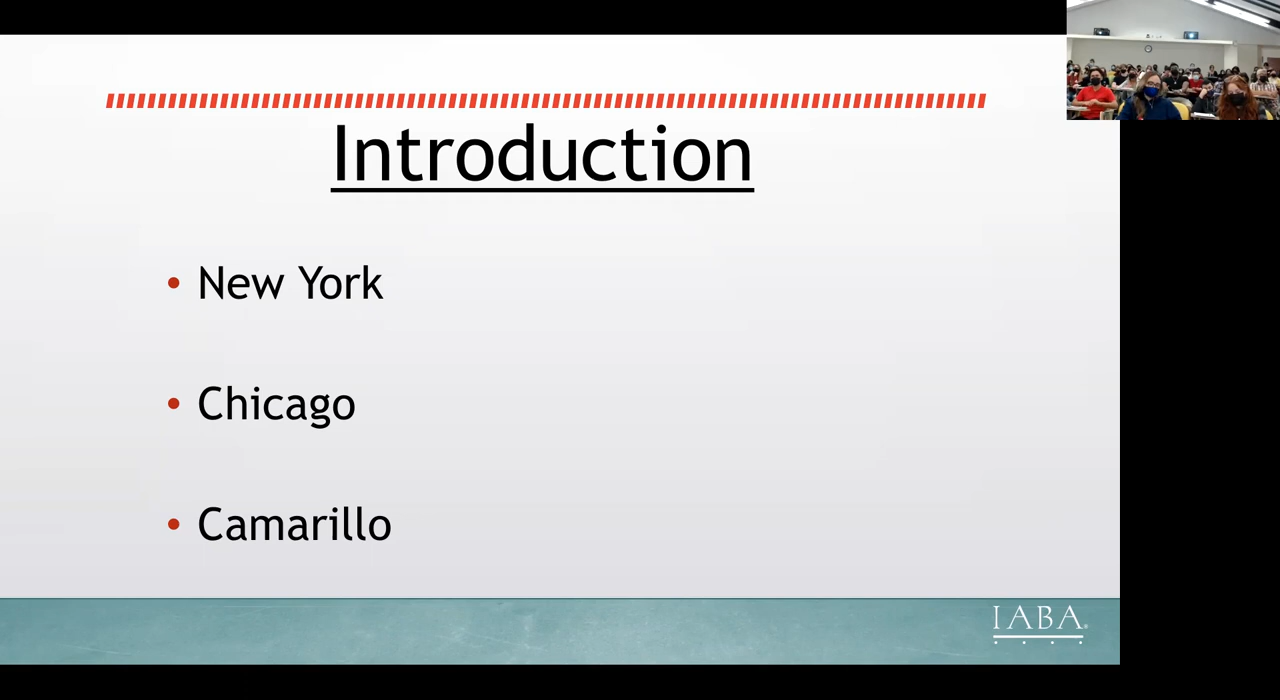 Introduction
• New York
• Chicago
• Camarillo
IABA®